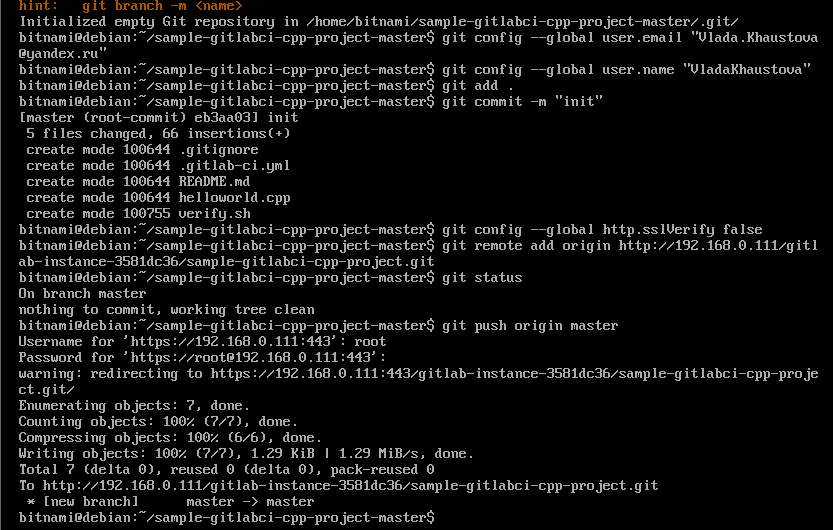 hint:   git branch -m <name>
Initialized empty Git repository in /home/bitnami/sample-gitlabci-cpp-project-master/.git/
bitnami@debian:~/sample-gitlabci-cpp-project-master$ git config --global user.email "Vlada.Khaustova
@yandex.ru"
bitnami@debian:~/sample-gitlabci-cpp-project-master$ git config --global user.name "VladaKhaustova"
bitnami@debian:~/sample-gitlabci-cpp-project-master$ git add .
bitnami@debian:~/sample-gitlabci-cpp-project-master$ git commit -m "init"
[master (root-commit) eb3aa03] init
 5 files changed, 66 insertions(+)
 create mode 100644 .gitignore
 create mode 100644 .gitlab-ci.yml
 create mode 100644 README.md
 create mode 100644 helloworld.cpp
 create mode 100755 verify.sh
bitnami@debian:~/sample-gitlabci-cpp-project-master$ git config --global http.sslVerify false
bitnami@debian:~/sample-gitlabci-cpp-project-master$ git remote add origin http://192.168.0.111/gitl
ab-instance-3581dc36/sample-gitlabci-cpp-project.git
bitnami@debian:~/sample-gitlabci-cpp-project-master$ git status
On branch master
nothing to commit, working tree clean
bitnami@debian:~/sample-gitlabci-cpp-project-master$ git push origin master
Username for 'https://192.168.0.111:443': root
Password for 'https://root@192.168.0.111:443':
warning: redirecting to https://192.168.0.111:443/gitlab-instance-3581dc36/sample-gitlabci-cpp-proje
ct.git/
Enumerating objects: 7, done.
Counting objects: 100% (7/7), done.
Compressing objects: 100% (6/6), done.
Writing objects: 100% (7/7), 1.29 KiB | 1.29 MiB/s, done.
Total 7 (delta 0), reused 0 (delta 0), pack-reused 0
To http://192.168.0.111/gitlab-instance-3581dc36/sample-gitlabci-cpp-project.git
 * [new branch]      master -> master
bitnami@debian:~/sample-gitlabci-cpp-project-master$